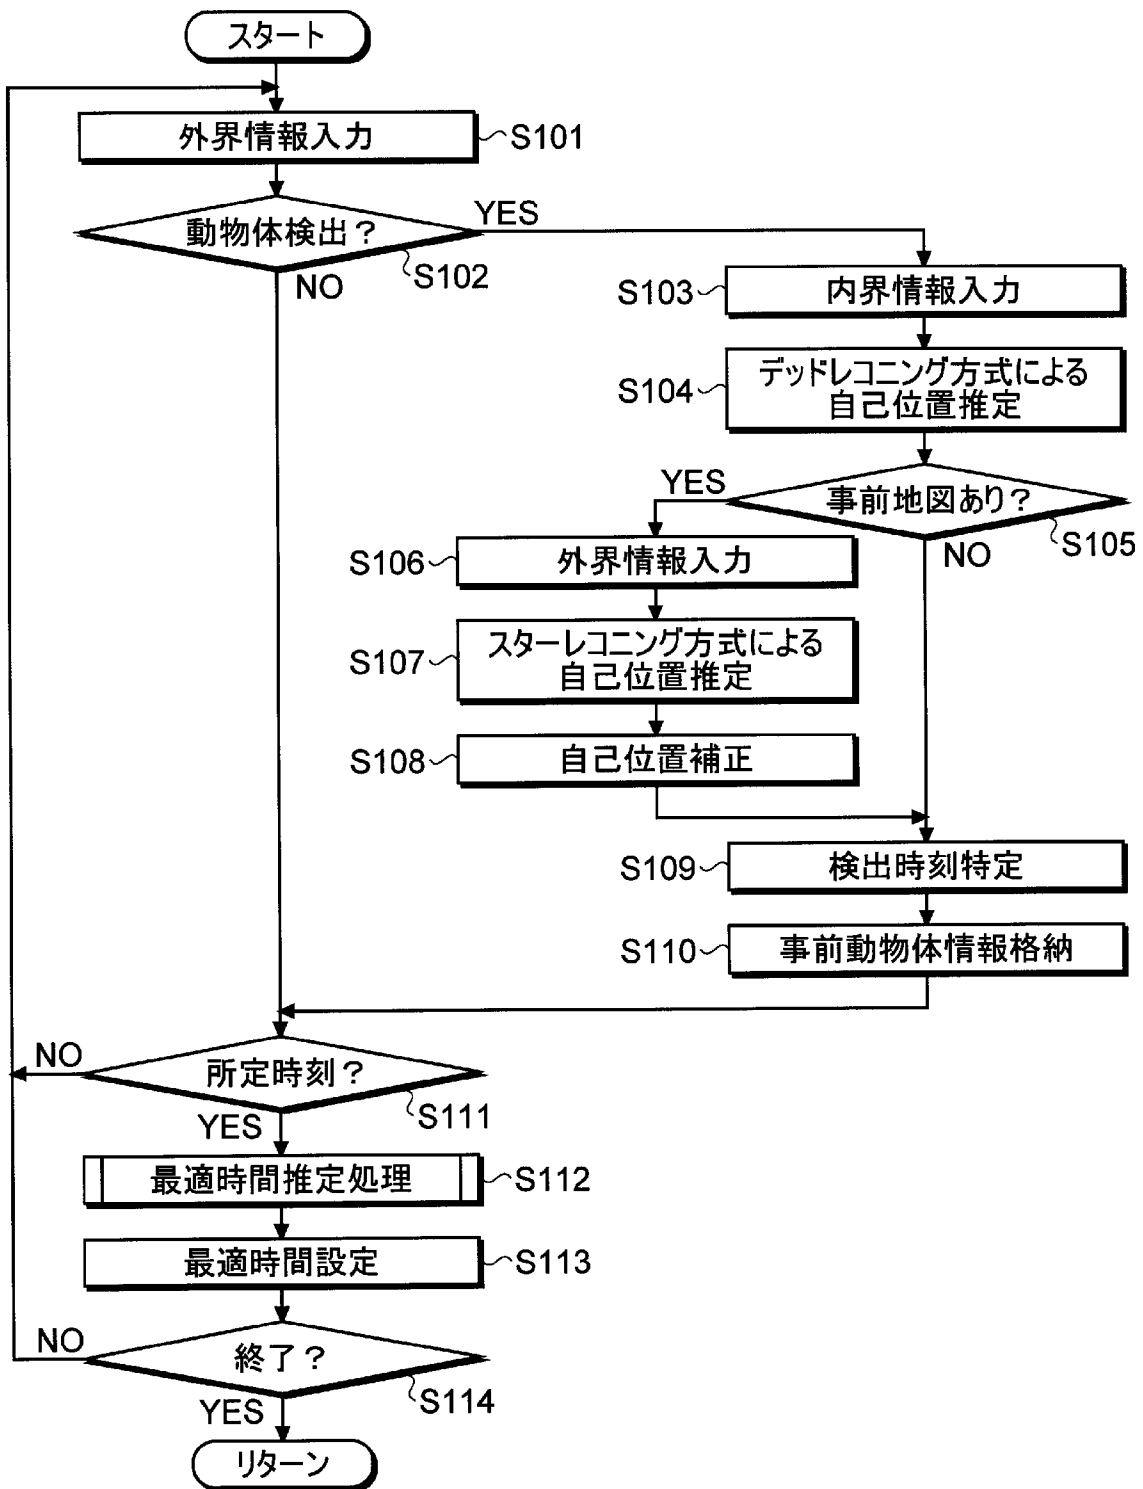 スタート
外界情報入力
S101
動物体検出？
YES
S102
NO
S103
内界情報入力
S104
デッドレコニング方式による
自己位置推定
YES
事前地図あり？
S105
NO
S106
外界情報入力
S107
スターレコニング方式による
自己位置推定
S108
自己位置補正
S109
検出時刻特定
S110
事前動物体情報格納
NO
所定時刻？
S111
YES
最適時間推定処理
S112
最適時間設定
S113
NO
終了？
S114
YES
リターン